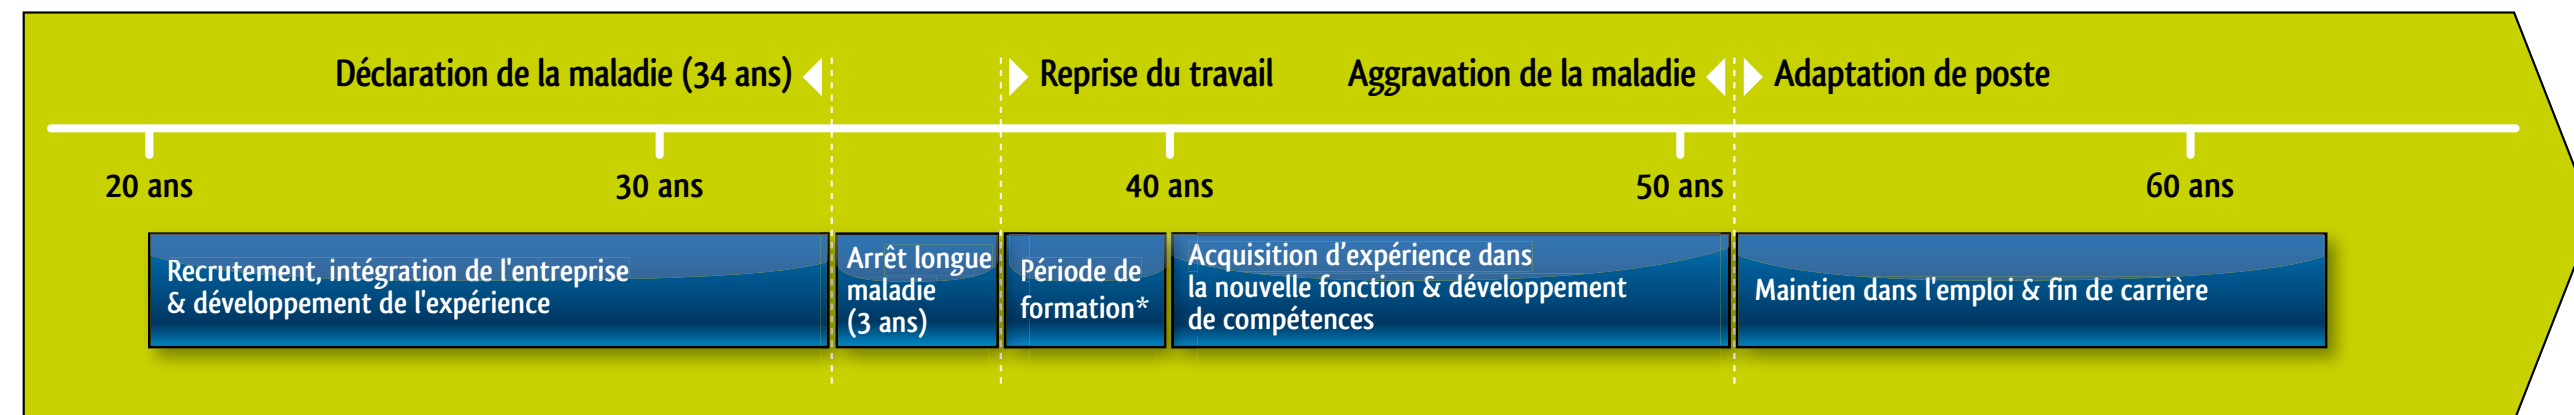 Déclaration de la maladie (34 ans)
Reprise du travail
Aggravation de la maladie
Adaptation de poste
20 ans
30 ans
40 ans
50 ans
60 ans
Recrutement, intégration de l'entreprise
& développement de l'expérience
Arrêt longue
maladie
(3 ans)
Période de
formation*
Acquisition d’expérience dans
la nouvelle fonction & développement
de compétences
Maintien dans l'emploi & fin de carrière